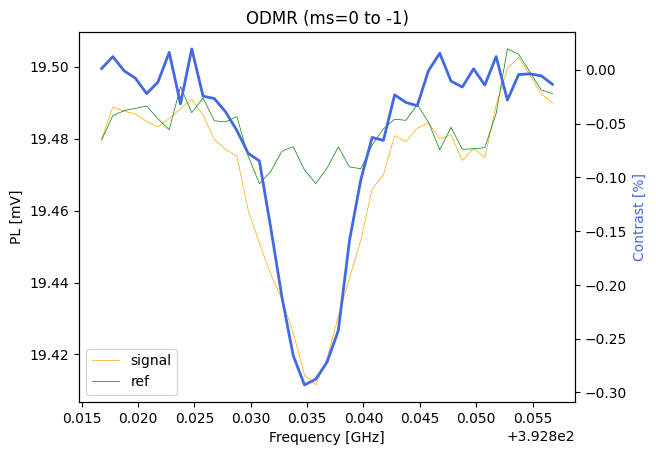 ODMR (ms=0 to -1)
PL [mV]
19.50
19.48
19.46
19.44
19.42
0.00
−0.05
−0.10
−0.15
−0.20
−0.25
−0.30
Contrast [%]
signal
ref
0.015 0.020 0.025 0.030 0.035 0.040 0.045 0.050 0.055
Frequency [GHz]
+3.928e2